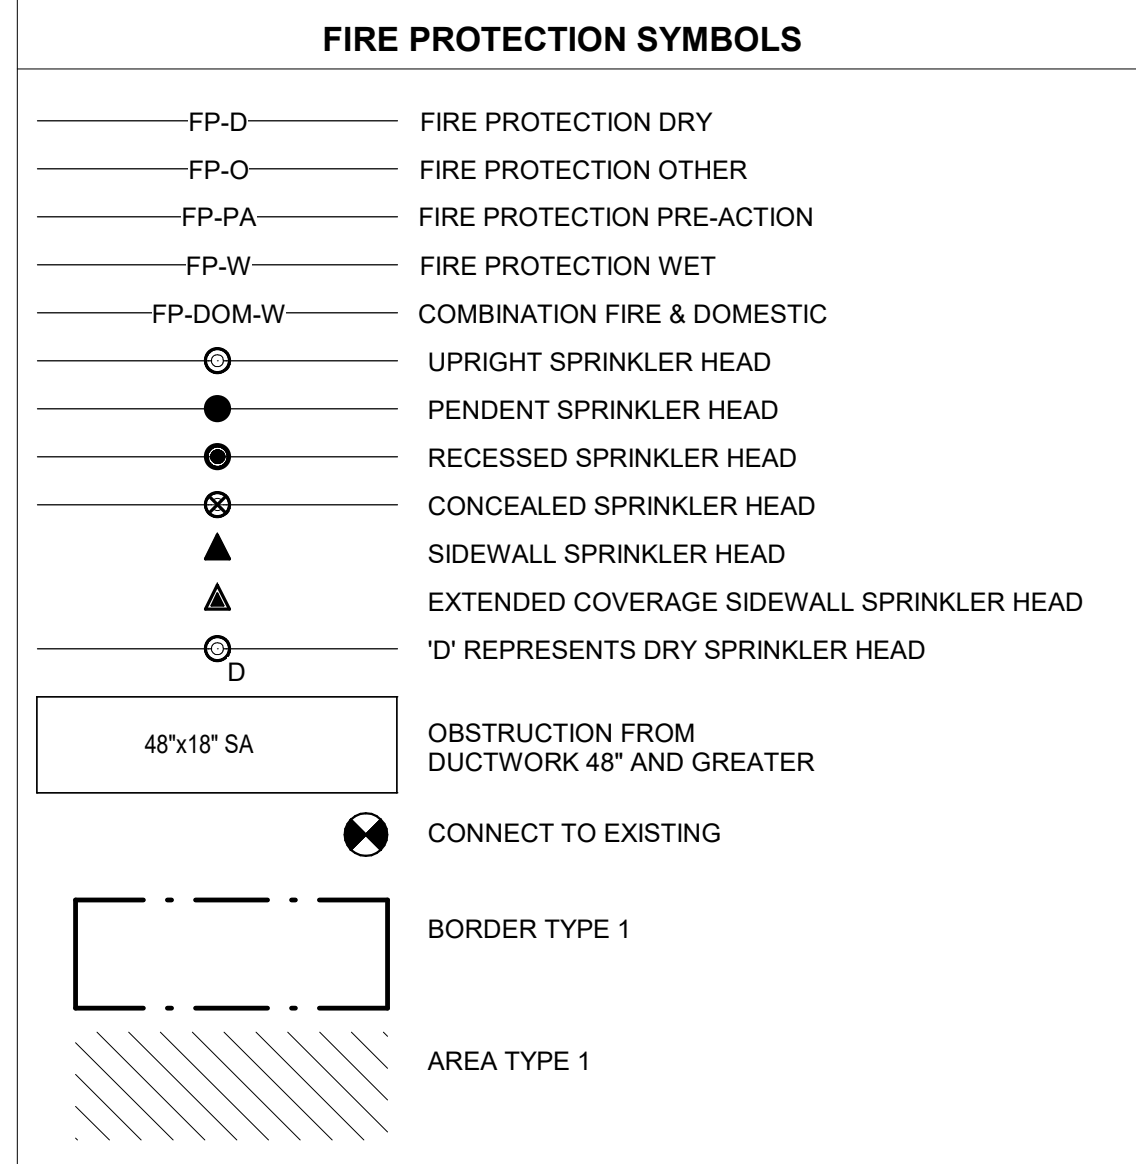 FIRE PROTECTION SYMBOLS
FP-D FIRE PROTECTION DRY
FP-O FIRE PROTECTION OTHER
FP-PA FIRE PROTECTION PRE-ACTION
FP-W FIRE PROTECTION WET
FP-DOM-W COMBINATION FIRE & DOMESTIC
UPRIGHT SPRINKLER HEAD
PENDENT SPRINKLER HEAD
RECESSED SPRINKLER HEAD
CONCEALED SPRINKLER HEAD
SIDEWALL SPRINKLER HEAD
EXTENDED COVERAGE SIDEWALL SPRINKLER HEAD
'D' REPRESENTS DRY SPRINKLER HEAD
D
48"x18" SA
OBSTRUCTION FROM
DUCTWORK 48" AND GREATER
CONNECT TO EXISTING
BORDER TYPE 1
AREA TYPE 1